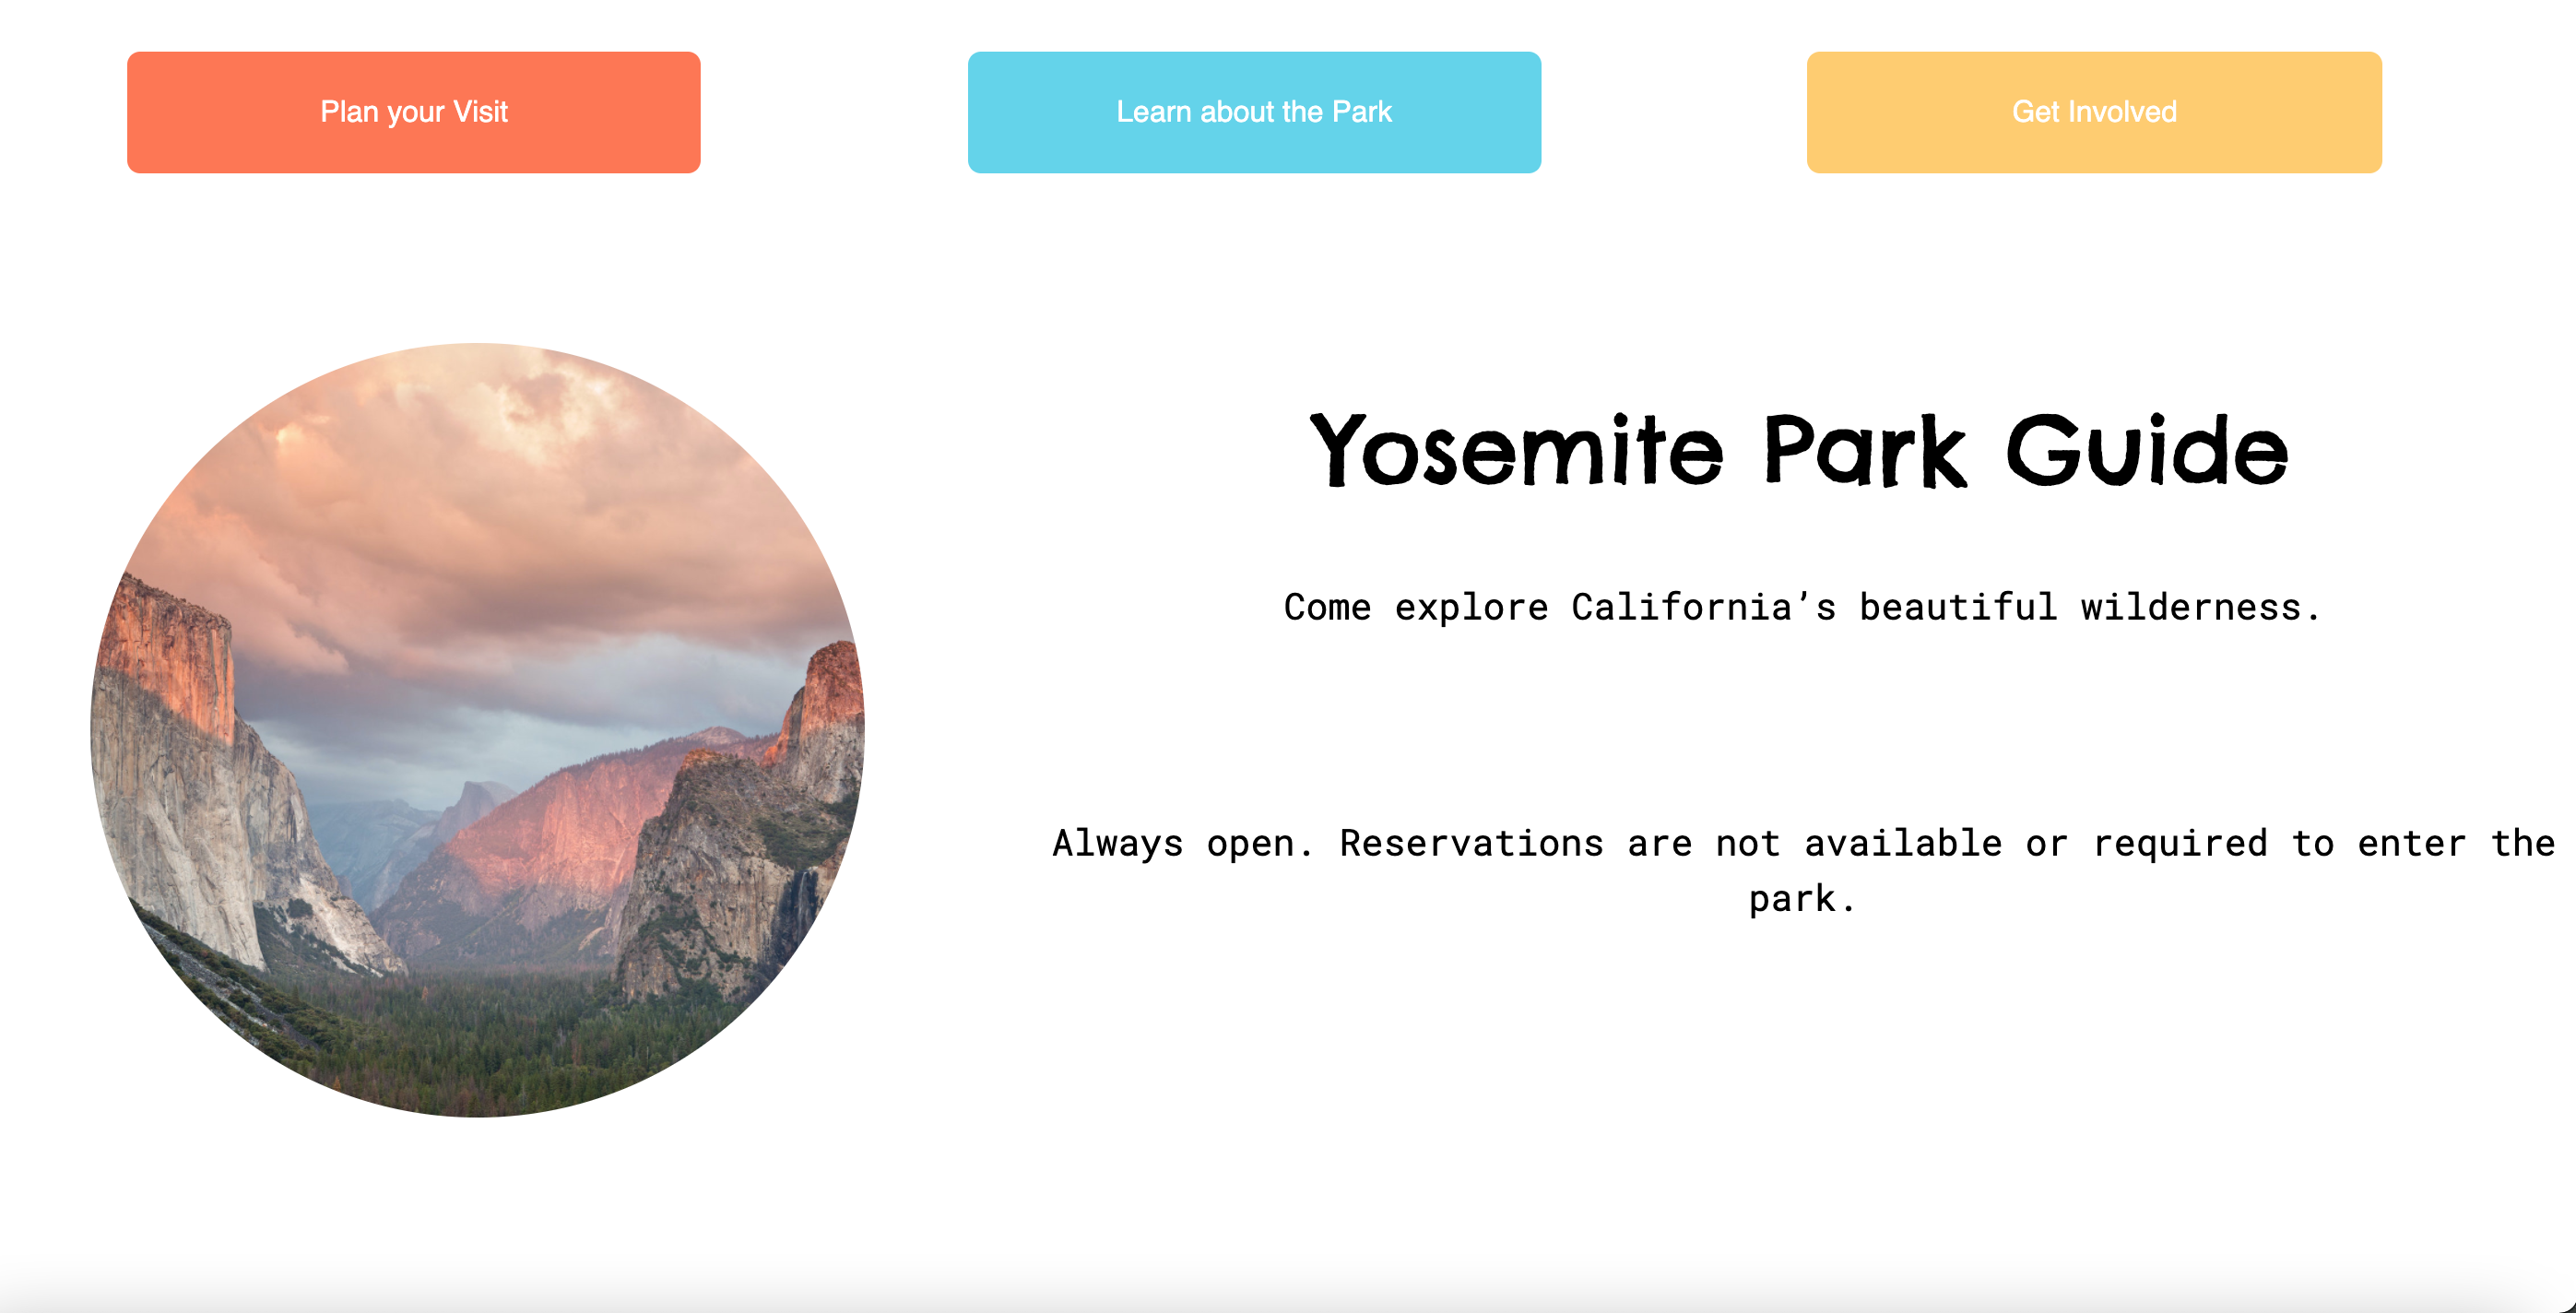 Plan your Visit
Learn about the Park
Get Involved
Yosemite Park Guide
Come explore California’s beautiful wilderness.
Always open. Reservations are not available or required to enter the
park.